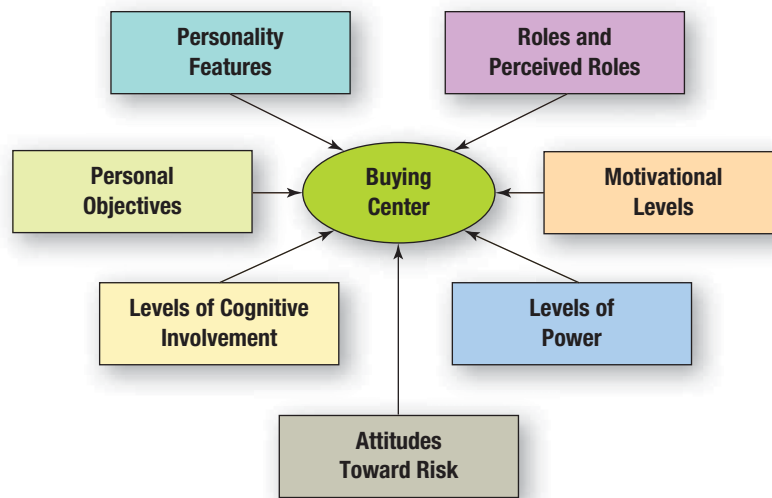 Personality
Features
Roles and
Perceived Roles
Personal
Objectives
Buying
Center
Motivational
Levels
Levels of Cognitive
Involvement
Levels of
Power
Attitudes
Toward Risk